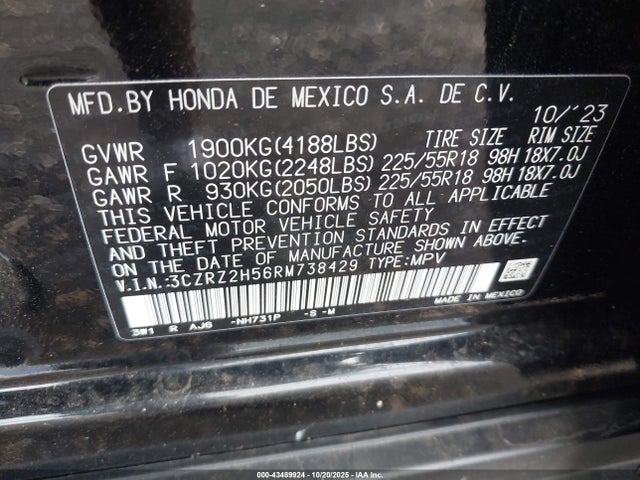 MFD.BY HONDA DE MEXICO S.A. DE C.V. 10/'23
GVWR 1900KG(4188LBS) TIRE SIZE RIM SIZE
GAWR F 1020KG(2248LBS) 225/55R18 98H 18X7.0J
GAWR R 930KG(2050LBS) 225/55R18 98H 18X7.0J
THIS VEHICLE CONFORMS TO ALL APPLICABLE
FEDERAL MOTOR VEHICLE SAFETY
AND THEFT PREVENTION STANDARDS IN EFFECT
ON THE DATE OF MANUFACTURE SHOWN ABOVE.
V.I.N.:3CZRZ2H56RM738429 TYPE:MPV
3W1 R AJ6 -NH731P -S -M
MADE IN MEXICO
000-43489924 | 10/20/2025 | IAA Inc.